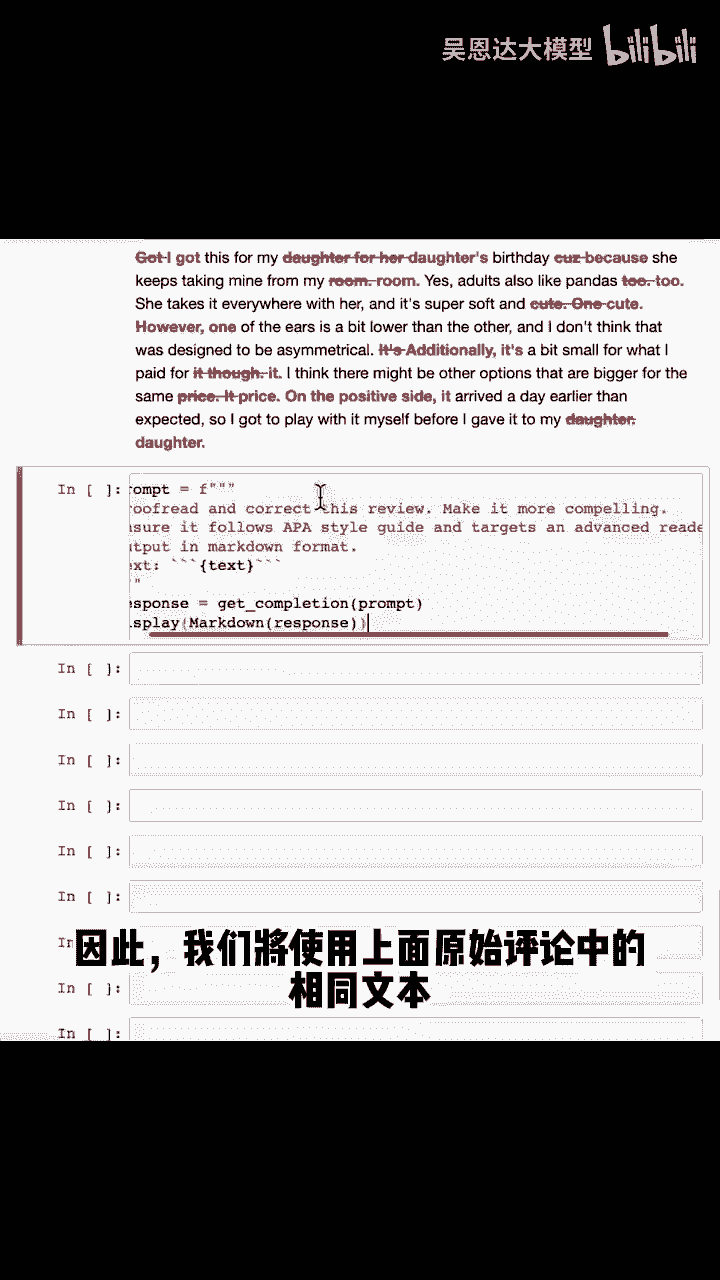 吴恩达大模型 bilibili
Got I got this for my daughter for her daughter's birthday cuz because she
keeps taking mine from my room. room. Yes, adults also like pandas too. too.
She takes it everywhere with her, and it's super soft and cute. One cute.
However, one of the ears is a bit lower than the other, and I don't think that
was designed to be asymmetrical. It's Additionally, it's a bit small for what I
paid for it though. it. I think there might be other options that are bigger for the
same price. It price. On the positive side, it arrived a day earlier than
expected, so I got to play with it myself before I gave it to my daughter.
daughter.
In [ ]: rompt = f"""
roofread and correct this review. Make it more compelling.
nsure it follows APA style guide and targets an advanced reade
utput in markdown format.
ext: ```{text}```
"
esponse = get_completion(prompt)
isplay(Markdown(response))
In [ ]:
In [ ]:
In [ ]:
In [ ]:
In [ ]:
In [ ]:
In
因此，我们將使用上面原始评论中的
In [ ]:
相同文本
In [ ]: